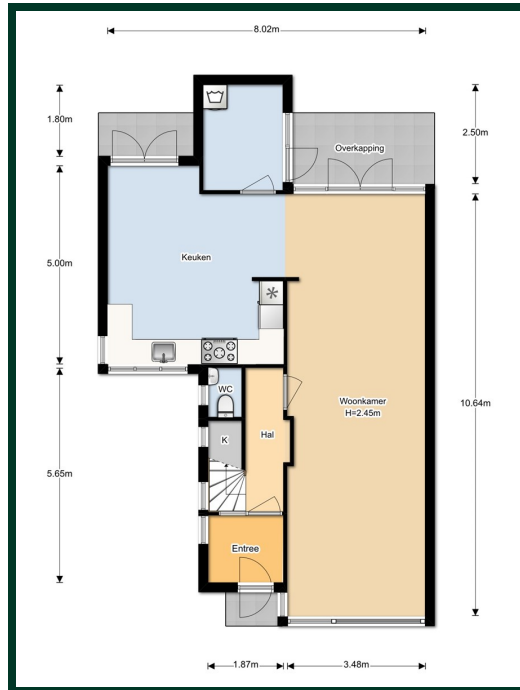 8.02m
1.80m
2.50m
Overkapping
Keuken
5.00m
Woonkamer
H=2.45m
10.64m
WC
K
Hal
5.65m
Entree
1.87m
3.48m